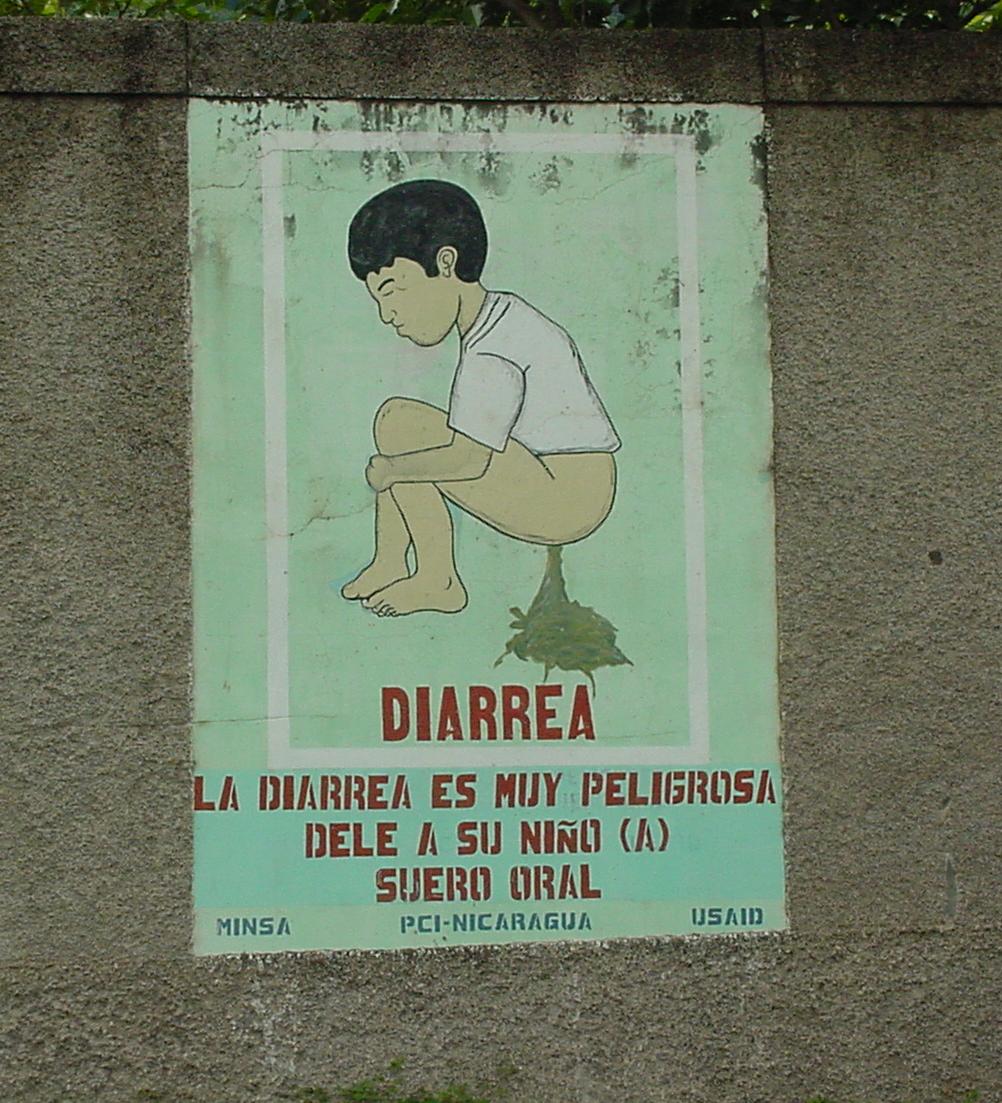 DIARREA
LA DIARREA ES MUY PELIGROSA
DELE A SU NIÑO (A)
SUERO ORAL
MINSA PCI-NICARAGUA USAID